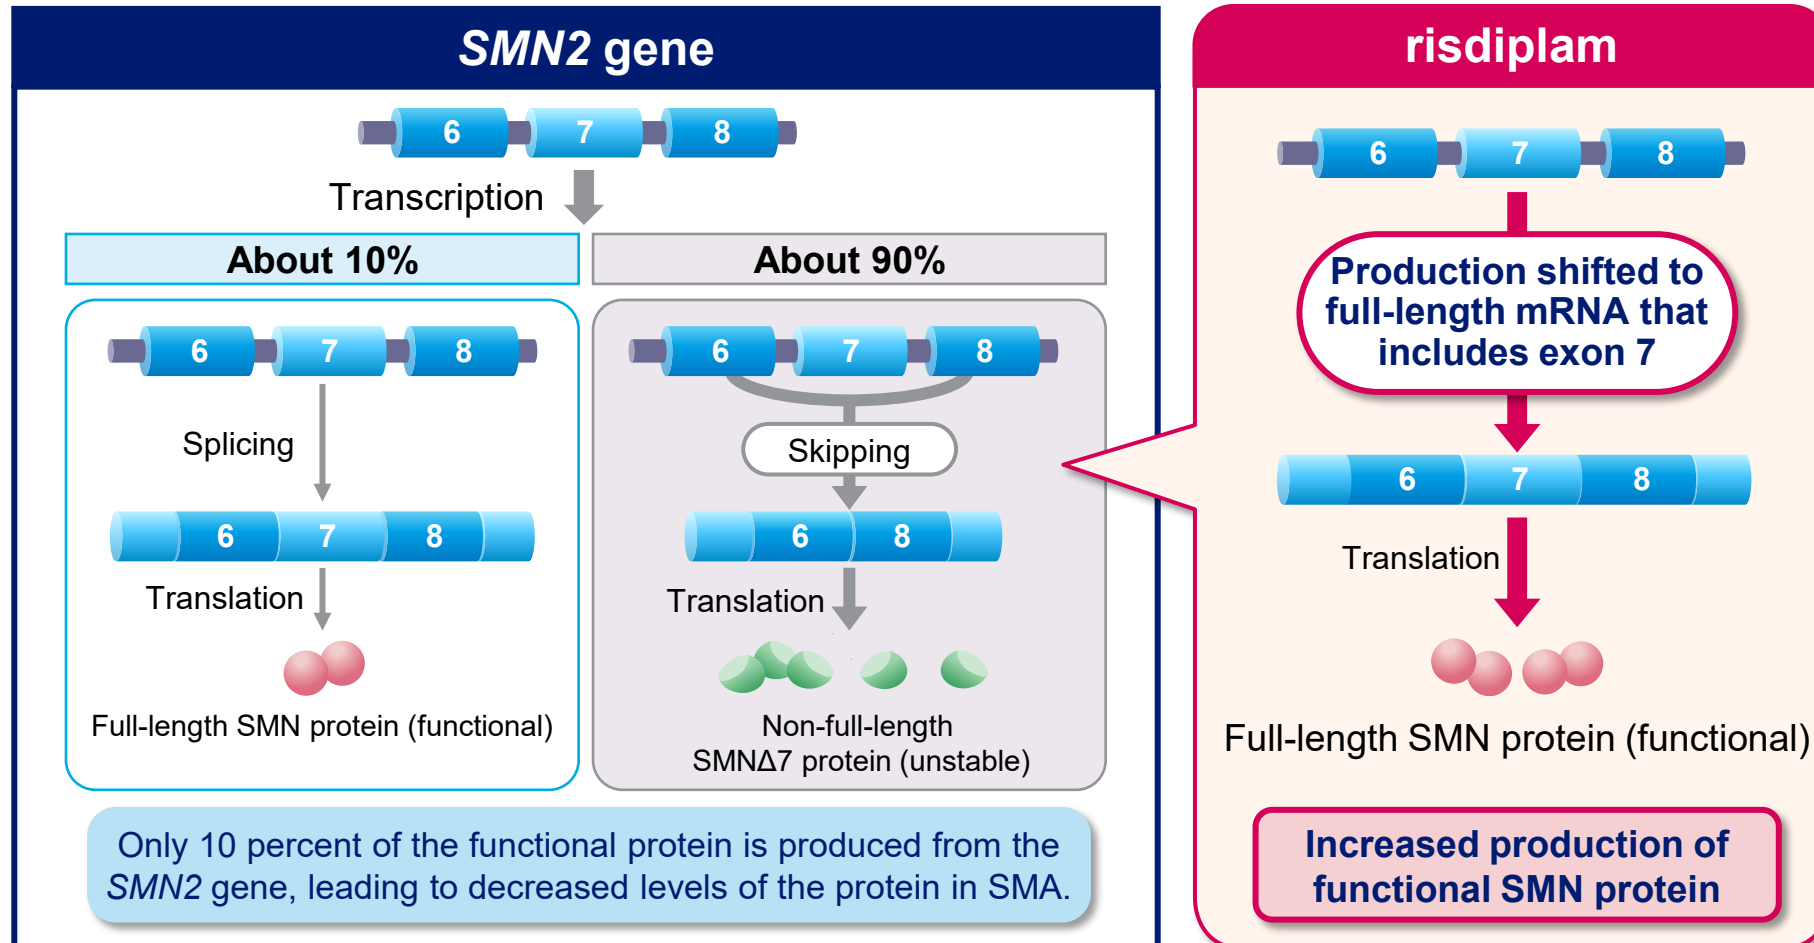 SMN2 gene
6 7 8
Transcription
About 10%
6 7 8
Splicing
6 7 8
Translation
Full-length SMN protein (functional)
About 90%
6 7 8
Skipping
6 8
Translation
Non-full-length
SMNΔ7 protein (unstable)
Only 10 percent of the functional protein is produced from the
SMN2 gene, leading to decreased levels of the protein in SMA.
risdiplam
6 7 8
Production shifted to
full-length mRNA that
includes exon 7
6 7 8
Translation
Full-length SMN protein (functional)
Increased production of
functional SMN protein